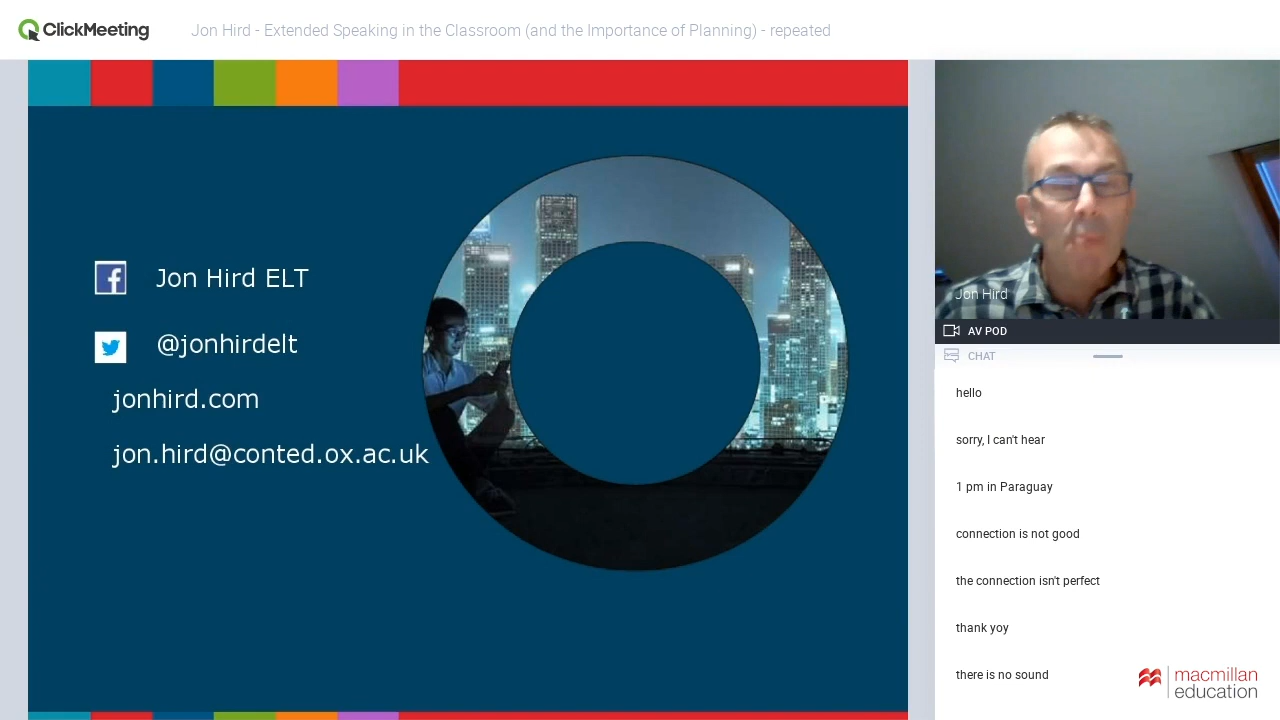 ClickMeeting
Jon Hird - Extended Speaking in the Classroom (and the Importance of Planning) - repeated
Jon Hird ELT
@jonhirdelt
jonhird.com
jon.hird@conted.ox.ac.uk
Jon Hird
AV POD
CHAT
hello
sorry, I can't hear
1 pm in Paraguay
connection is not good
the connection isn't perfect
thank yoy
there is no sound
macmillan
education